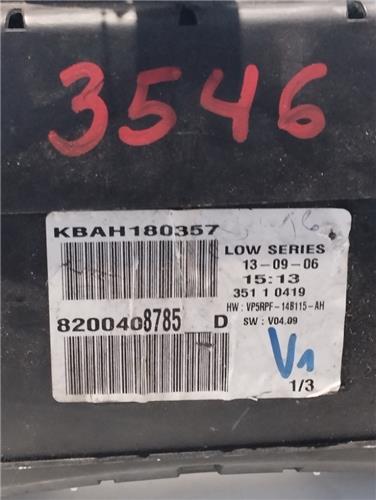 3546
KBAH180357
LOW SERIES
13-09-06
15:13
351 1 0419
HW : VP5RPF-14B115-AH
8200408785 D
SW : V04.09
V1
1/3